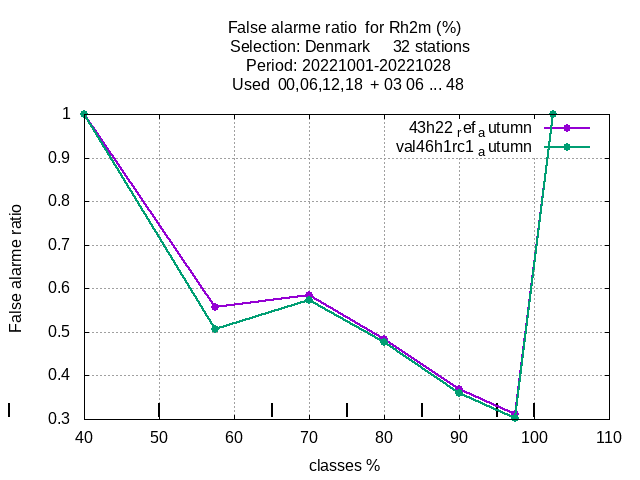 False alarme ratio  for Rh2m (%)
Selection: Denmark     32 stations
Period: 20221001-20221028
Used  00,06,12,18  + 03 06 ... 48
43h22 ref autumn
val46h1rc1 autumn
1
0.9
0.8
0.7
0.6
0.5
0.4
0.3
False alarme ratio
40 50 60 70 80 90 100 110
classes %